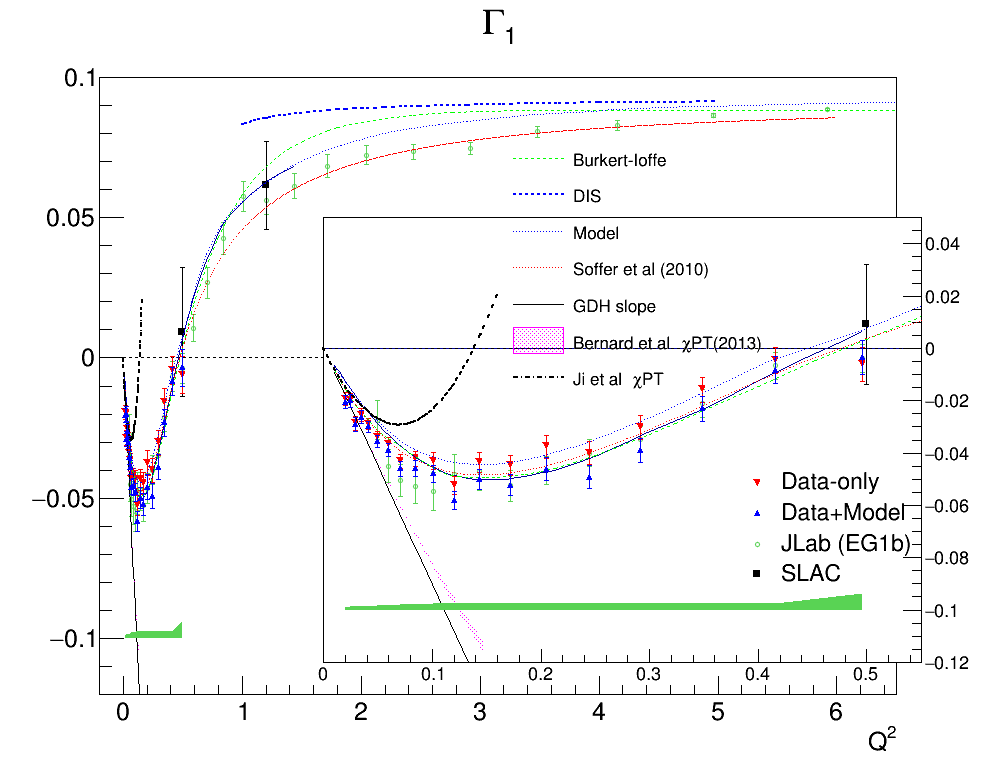 Γ1
0.1
0.05
0
−0.05
−0.1
0
1
2
3
4
5
6
Q2
Burkert-Ioffe
DIS
Model
Soffer et al (2010)
GDH slope
Bernard et al χPT(2013)
Ji et al χPT
0.04
0.02
0
−0.02
−0.04
−0.06
−0.08
−0.1
−0.12
0
0.1
0.2
0.3
0.4
0.5
Data-only
Data+Model
JLab (EG1b)
SLAC